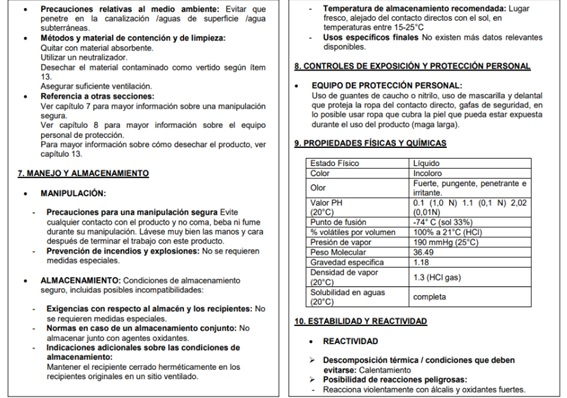 • Precauciones relativas al medio ambiente: Evitar que
penetre en la canalización /aguas de superficie /agua
subterráneas.
• Métodos y material de contención y de limpieza:
Quitar con material absorbente.
Utilizar un neutralizador.
Desechar el material contaminado como vertido según ítem
13.
Asegurar suficiente ventilación.
• Referencia a otras secciones:
Ver capítulo 7 para mayor información sobre una manipulación
segura.
Ver capítulo 8 para mayor información sobre el equipo
personal de protección.
Para mayor información sobre cómo desechar el producto, ver
capítulo 13.
7. MANEJO Y ALMACENAMIENTO
• MANIPULACIÓN:
- Precauciones para una manipulación segura Evite
cualquier contacto con el producto y no coma, beba ni fume
durante su manipulación. Lávese muy bien las manos y cara
después de terminar el trabajo con este producto.
- Prevención de incendios y explosiones: No se requieren
medidas especiales.
• ALMACENAMIENTO: Condiciones de almacenamiento
seguro, incluidas posibles incompatibilidades:
- Exigencias con respecto al almacén y los recipientes: No
se requieren medidas especiales.
- Normas en caso de un almacenamiento conjunto: No
almacenar junto con agentes oxidantes.
- Indicaciones adicionales sobre las condiciones de
almacenamiento:
Mantener el recipiente cerrado herméticamente en los
recipientes originales en un sitio ventilado.
- Temperatura de almacenamiento recomendada: Lugar
fresco, alejado del contacto directos con el sol, en
temperaturas entre 15-25°C
- Usos específicos finales No existen más datos relevantes
disponibles.
8. CONTROLES DE EXPOSICIÓN Y PROTECCIÓN PERSONAL
• EQUIPO DE PROTECCIÓN PERSONAL:
Uso de guantes de caucho o nitrilo, uso de mascarilla y delantal
que proteja la ropa del contacto directo, gafas de seguridad, en
lo posible usar ropa que cubra la piel que pueda estar expuesta
durante el uso del producto (maga larga).
9. PROPIEDADES FÍSICAS Y QUÍMICAS
Estado Físico Líquido
Color Incoloro
Olor Fuerte, pungente, penetrante e
irritante.
Valor PH 0.1 (1,0 N) 1.1 (0,1 N) 2,02
(20°C) (0,01N)
Punto de fusión -74° C (sol 33%)
% volátiles por volumen 100% a 21°C (HCl)
Presión de vapor 190 mmHg (25°C)
Peso Molecular 36.49
Gravedad especifica 1.18
Densidad de vapor
(20°C) 1.3 (HCl gas)
Solubilidad en aguas
(20°C) completa
10. ESTABILIDAD Y REACTIVIDAD
• REACTIVIDAD
➢ Descomposición térmica / condiciones que deben
evitarse: Calentamiento
➢ Posibilidad de reacciones peligrosas:
- Reacciona violentamente con álcalis y oxidantes fuertes.